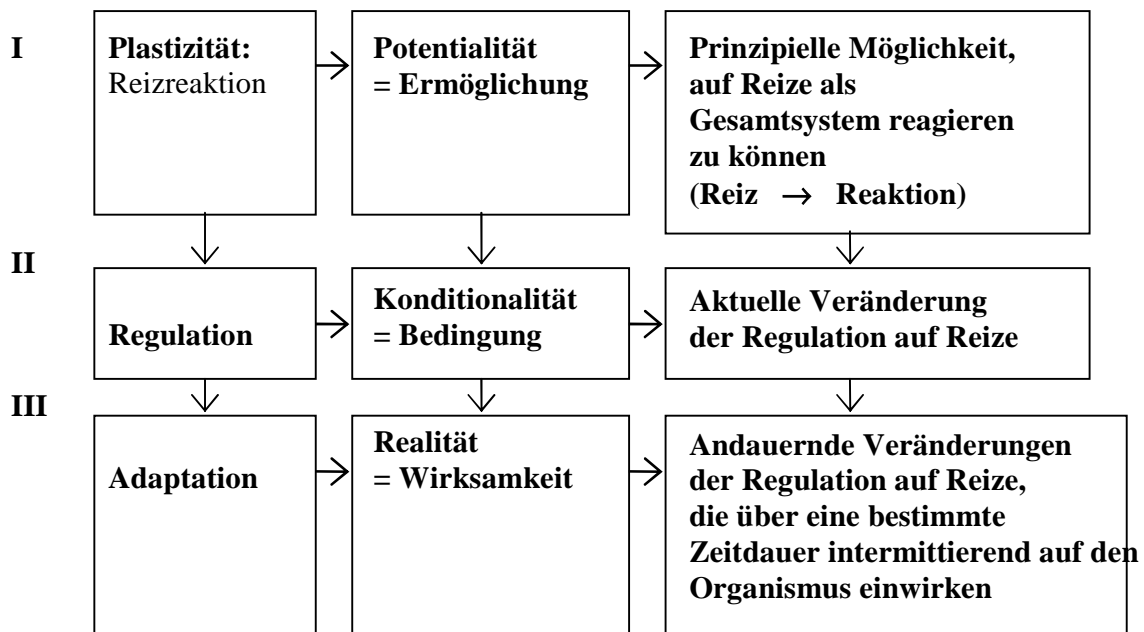 I
Plastizität:
Reizreaktion
Potentialität
= Ermöglichung
Prinzipielle Möglichkeit,
auf Reize als
Gesamtsystem reagieren
zu können
(Reiz → Reaktion)
II
Regulation
Konditionalität
= Bedingung
Aktuelle Veränderung
der Regulation auf Reize
III
Adaptation
Realität
= Wirksamkeit
Andauernde Veränderungen
der Regulation auf Reize,
die über eine bestimmte
Zeitdauer intermittierend auf den
Organismus einwirken